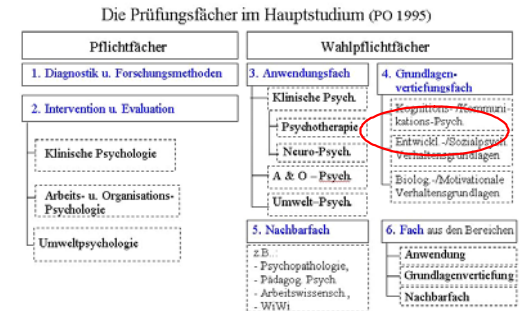 Die Prüfungsfächer im Hauptstudium (PO 1995)
Pflichtfächer
1. Diagnostik u. Forschungsmethoden
2. Intervention u. Evaluation
Klinische Psychologie
Arbeits- u. Organisations-
Psychologie
Umweltpsychologie
Wahlpflichtfächer
3. Anwendungsfach
Klinische Psych.
Psychotherapie
Neuro-Psych.
A & O – Psych.
Umwelt–Psych.
4. Grundlagen-
vertiefungsfach
Kognitions- /Kommuni-
kations-Psych.
Entwickl.-/Sozialpsych
Verhaltensgrundlagen
Biolog.-/Motivationale
Verhaltensgrundlagen
5. Nachbarfach
z.B.:
- Psychopathologie,
- Pädagog. Psych.
- Arbeitswissensch.,
- WiWi
6. Fach aus den Bereichen
Anwendung
Grundlagenvertiefung
Nachbarfach